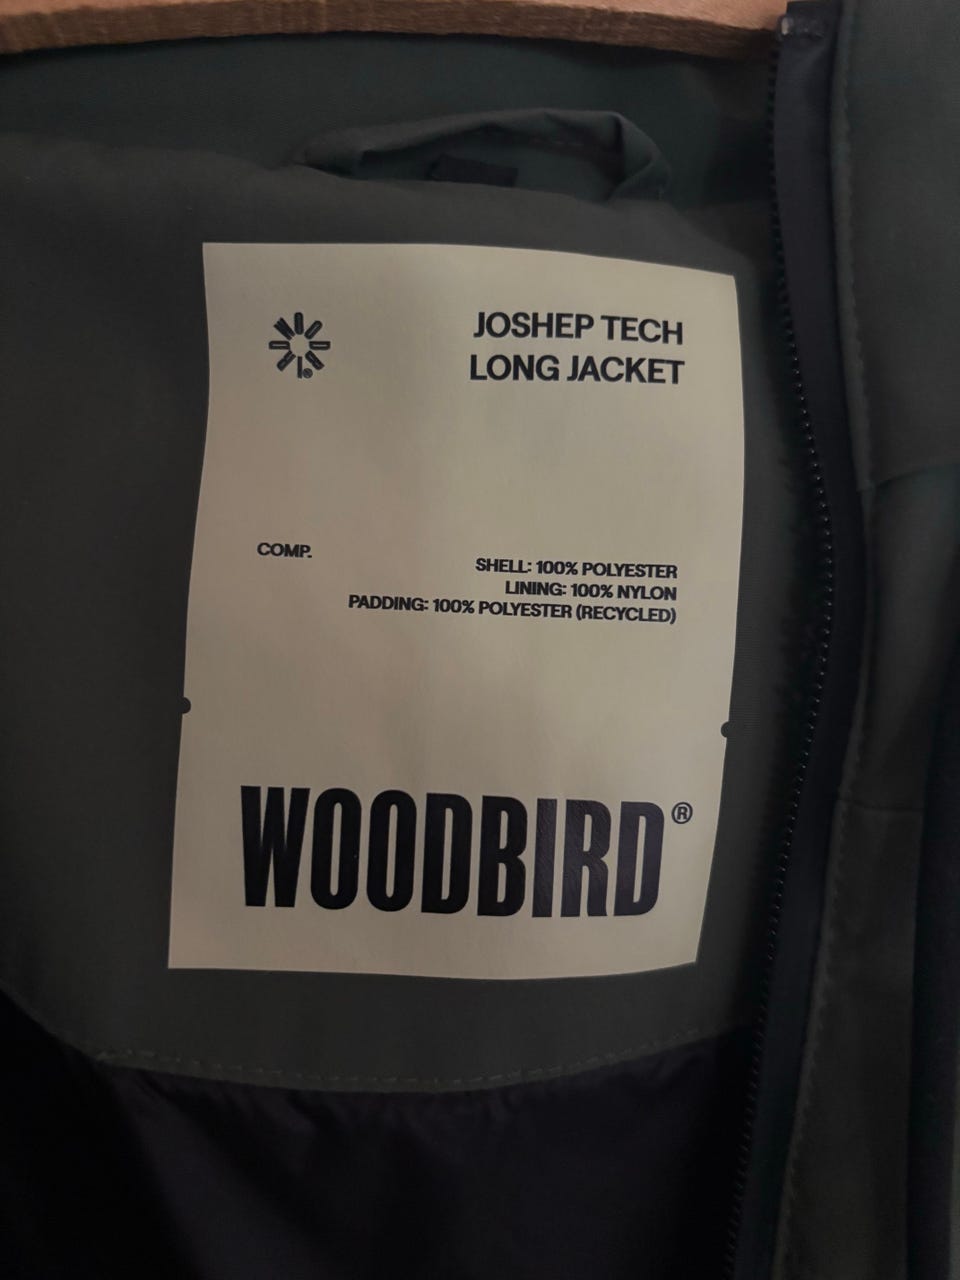 JOSHEP TECH
LONG JACKET
COMP.
SHELL: 100% POLYESTER
LINING: 100% NYLON
PADDING: 100% POLYESTER (RECYCLED)
WOODBIRD®